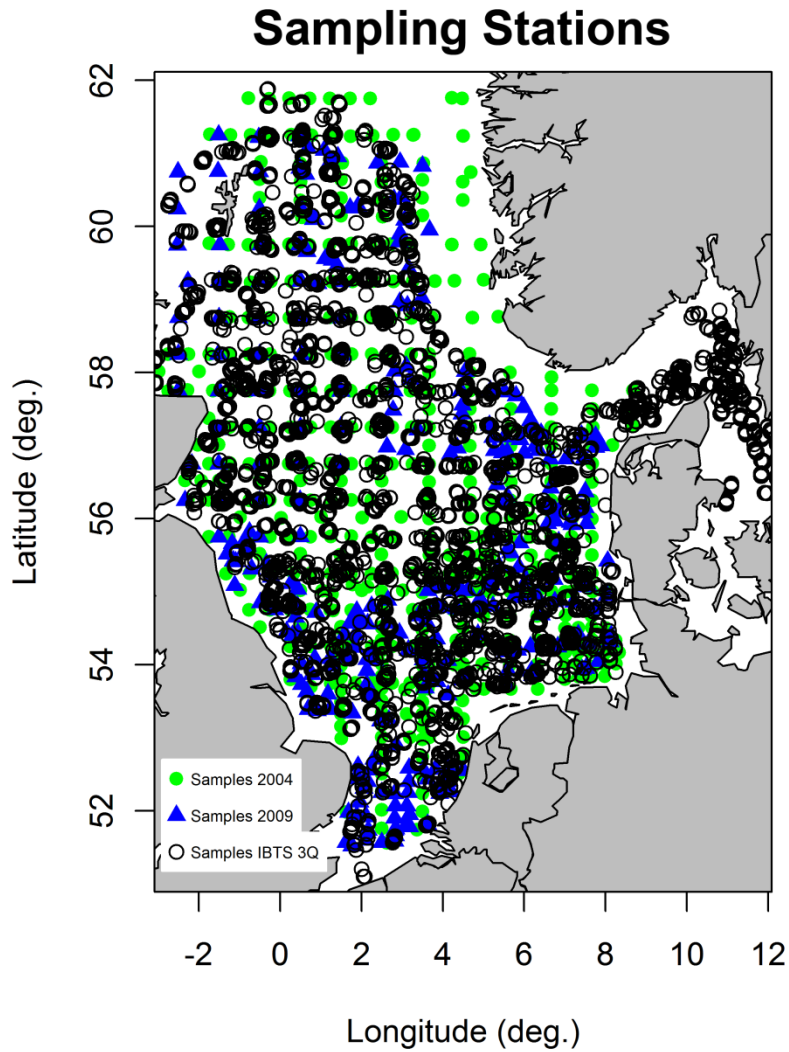 Sampling Stations
Latitude (deg.)
62
60
58
56
54
52
Samples 2004
Samples 2009
Samples IBTS 3Q
-2 0 2 4 6 8 10 12
Longitude (deg.)